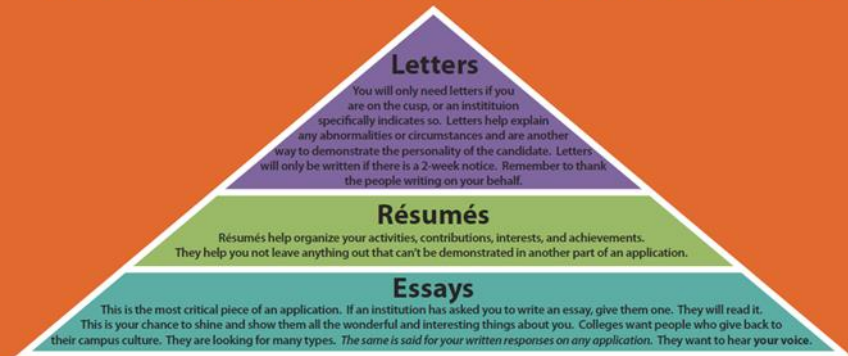 Letters
You will only need letters if you
are on the cusp, or an institituion
specifically indicates so. Letters help explain
any abnormalities or circumstances and are another
way to demonstrate the personality of the candidate. Letters
will only be written if there is a 2-week notice. Remember to thank
the people writing on your behalf.
Résumés
Résumés help organize your activities, contributions, interests, and achievements.
They help you not leave anything out that can't be demonstrated in another part of an application.
Essays
This is the most critical piece of an application. If an institution has asked you to write an essay, give them one. They will read it.
This is your chance to shine and show them all the wonderful and interesting things about you. Colleges want people who give back to
their campus culture. They are looking for many types. The same is said for your written responses on any application. They want to hear your voice.